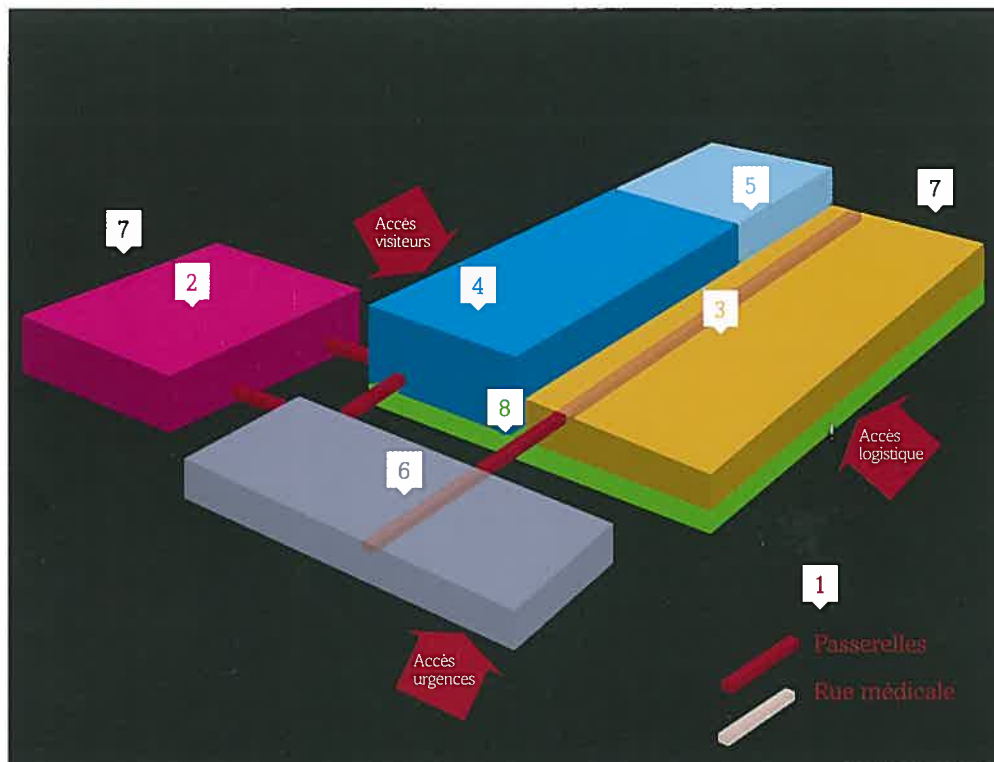 5
7
Accès
visiteurs
7
2
4
3
8
Accès
logistique
6
1
Passerelles
Accès
urgences
Rue médicale